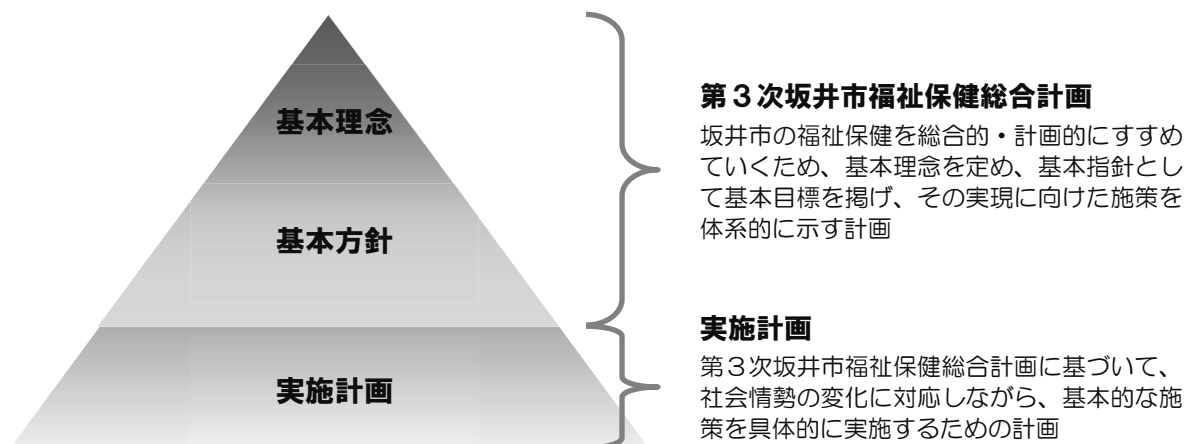 基本理念
基本方針
実施計画
第３次坂井市福祉保健総合計画
坂井市の福祉保健を総合的・計画的にすすめ
ていくため、基本理念を定め、基本指針とし
て基本目標を掲げ、その実現に向けた施策を
体系的に示す計画
実施計画
第３次坂井市福祉保健総合計画に基づいて、
社会情勢の変化に対応しながら、基本的な施
策を具体的に実施するための計画